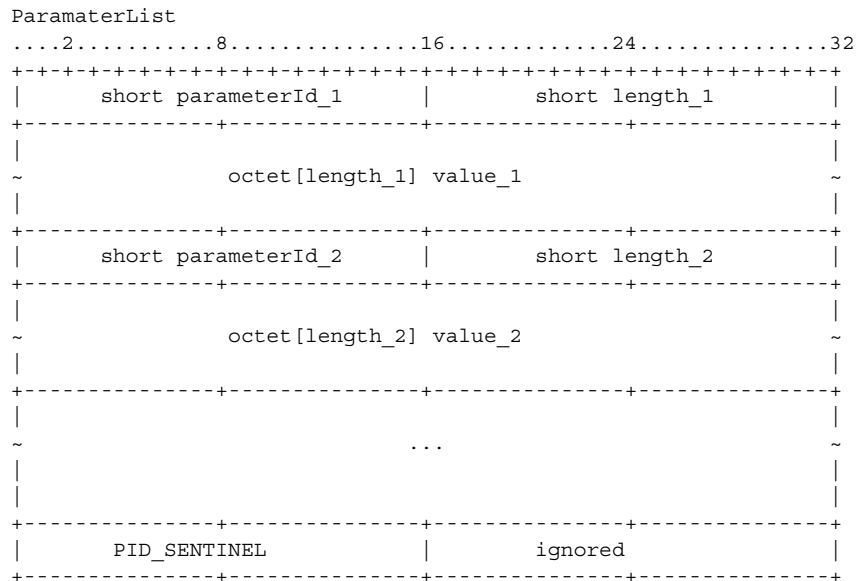 ParamaterList
....2...........8...............16.............24...............32
+-+-+-+-+-+-+-+-+-+-+-+-+-+-+-+-+-+-+-+-+-+-+-+-+-+-+-+-+-+-+-+-+
|      short parameterId_1      |        short length_1         |
+---------------+---------------+---------------+---------------+
|                                                               |
~                octet[length_1] value_1                        ~
|                                                               |
+---------------+---------------+---------------+---------------+
|      short parameterId_2      |        short length_2         |
+---------------+---------------+---------------+---------------+
|                                                               |
~                octet[length_2] value_2                        ~
|                                                               |
+---------------+---------------+---------------+---------------+
|                                                               |
~                              ...                              ~
|                                                               |
|                                                               |
+---------------+---------------+---------------+---------------+
|       PID_SENTINEL            |        ignored                |
+---------------+---------------+---------------+---------------+